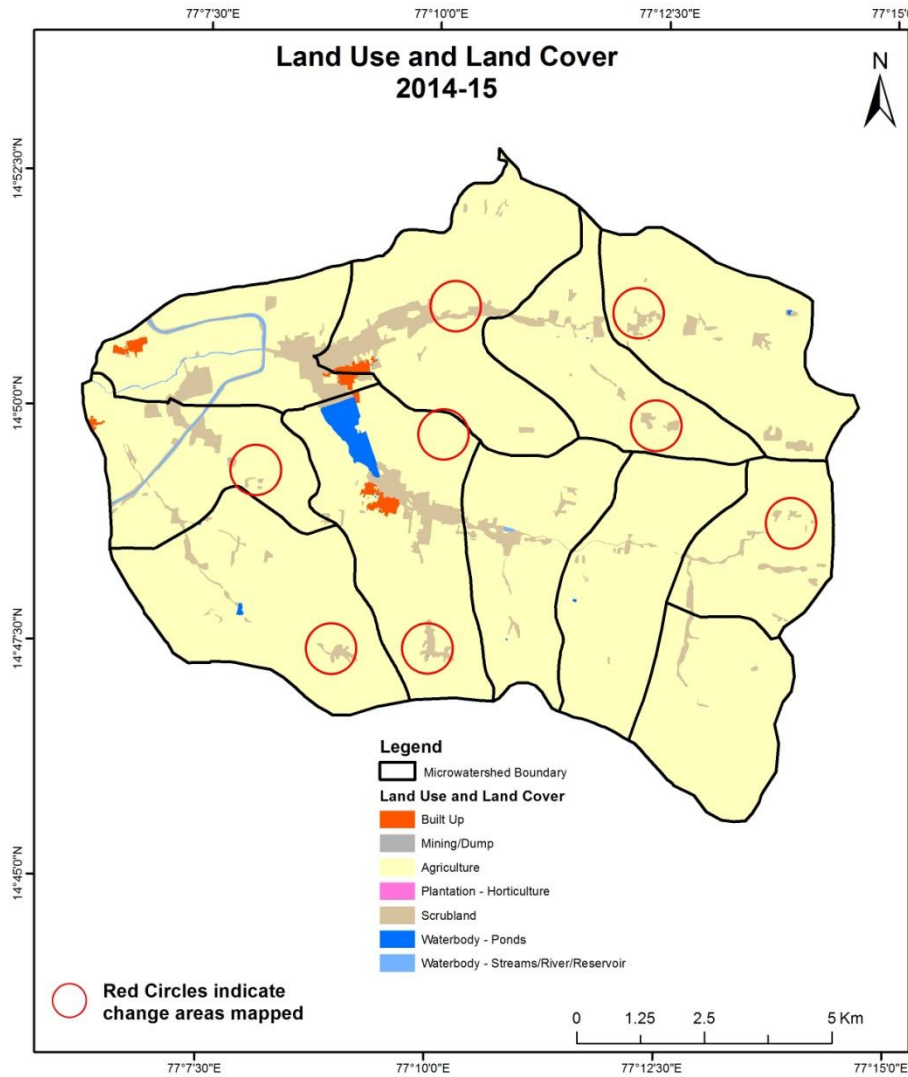 77°7'30"E 77°10'0"E 77°12'30"E 77°15'0
Land Use and Land Cover
2014-15
N
14°52'30"N
14°50'0"N
14°47'30"N
14°45'0"N
Legend
Microwatershed Boundary
Land Use and Land Cover
Built Up
Mining/Dump
Agriculture
Plantation - Horticulture
Scrubland
Waterbody - Ponds
Waterbody - Streams/River/Reservoir
Red Circles indicate
change areas mapped
0 1.25 2.5 5 Km
77°7'30"E 77°10'0"E 77°12'30"E 77°15'0"E